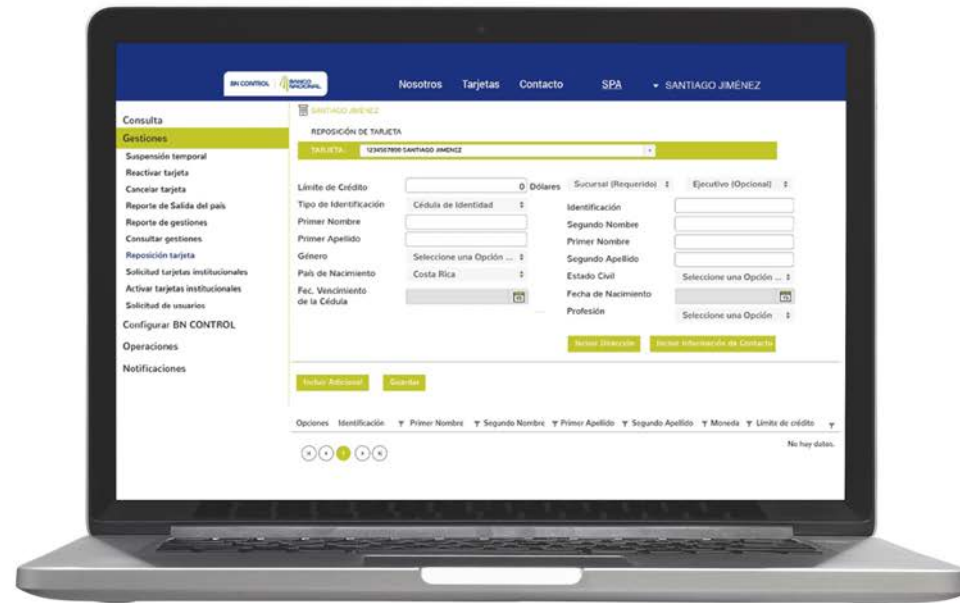 BN CONTROL BANCO NACIONAL
Nosotros Tarjetas Contacto SPA SANTIAGO JIMÉNEZ
Consulta
Gestiones
Suspensión temporal
Reactivar tarjeta
Cancelar tarjeta
Reporte de Salida del país
Reporte de gestiones
Consultar gestiones
Reposición tarjeta
Solicitud tarjetas institucionales
Activar tarjetas institucionales
Solicitud de usuarios
Configurar BN CONTROL
Operaciones
Notificaciones
SANTIAGO JIMÉNEZ
REPOSICIÓN DE TARJETA
TARJETA: 1234567890 SANTIAGO JIMENEZ
Límite de Crédito 0 Dólares Sucursal (Requerido) Ejecutivo (Opcional)
Tipo de Identificación Cédula de Identidad Identificación
Primer Nombre Segundo Nombre
Primer Apellido Primer Nombre
Género Seleccione una Opción ... Segundo Apellido
País de Nacimiento Costa Rica Estado Civil Seleccione una Opción ...
Fec. Vencimiento Fecha de Nacimiento
de la Cédula
Profesión Seleccione una Opción
Incluir Dirección Incluir Información de Contacto
Incluir Adicional Guardar
Opciones Identificación Primer Nombre Segundo Nombre Primer Apellido Segundo Apellido Moneda Límite de crédito
No hay datos.
1